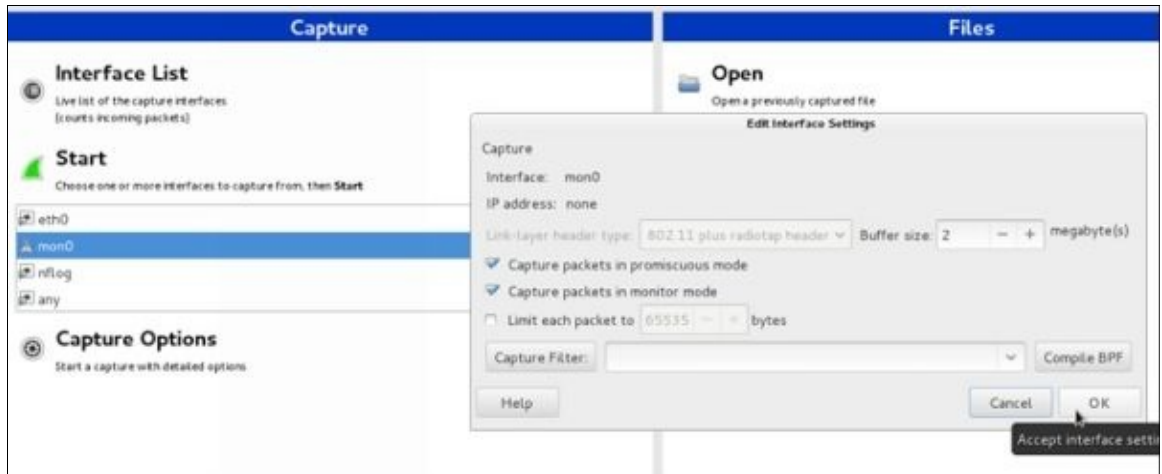 Capture
Files
Interface List
Live list of the capture interfaces
(counts incoming packets)
Start
Choose one or more interfaces to capture from, then Start
eth0
mon0
nflog
any
Capture Options
Start a capture with detailed options
Open
Open a previously captured file
Edit Interface Settings
Capture
Interface: mon0
IP address: none
Link-layer header type: 802.11 plus radiotap header Buffer size: 2 megabyte(s)
Capture packets in promiscuous mode
Capture packets in monitor mode
Limit each packet to 65535 bytes
Capture Filter: Compile BPF
Help Cancel OK
Accept interface setti